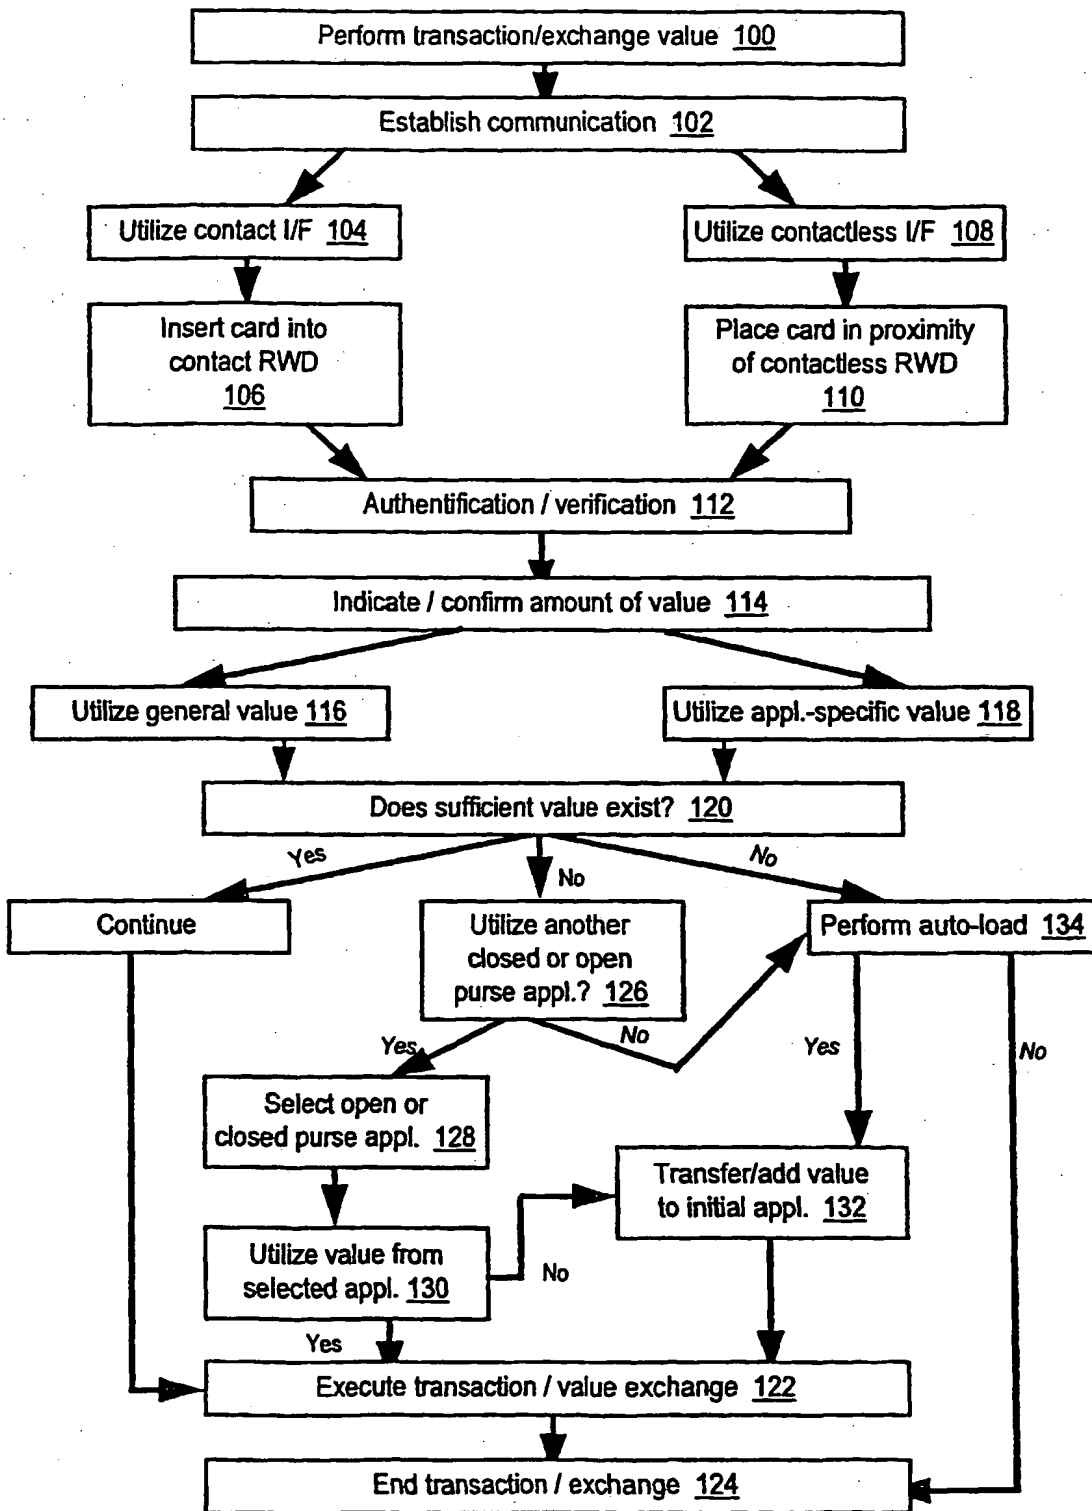 Perform transaction/exchange value 100
Establish communication 102
Utilize contact I/F 104
Utilize contactless I/F 108
Insert card into
contact RWD
106
Place card in proximity
of contactless RWD
110
Authentification / verification 112
Indicate / confirm amount of value 114
Utilize general value 116
Utilize appl.-specific value 118
Does sufficient value exist? 120
Yes
No
No
Continue
Utilize another
closed or open
purse appl.? 126
Perform auto-load 134
Yes
No
Yes
No
Select open or
closed purse appl. 128
Transfer/add value
to initial appl. 132
Utilize value from
selected appl. 130
No
Yes
Execute transaction / value exchange 122
End transaction / exchange 124